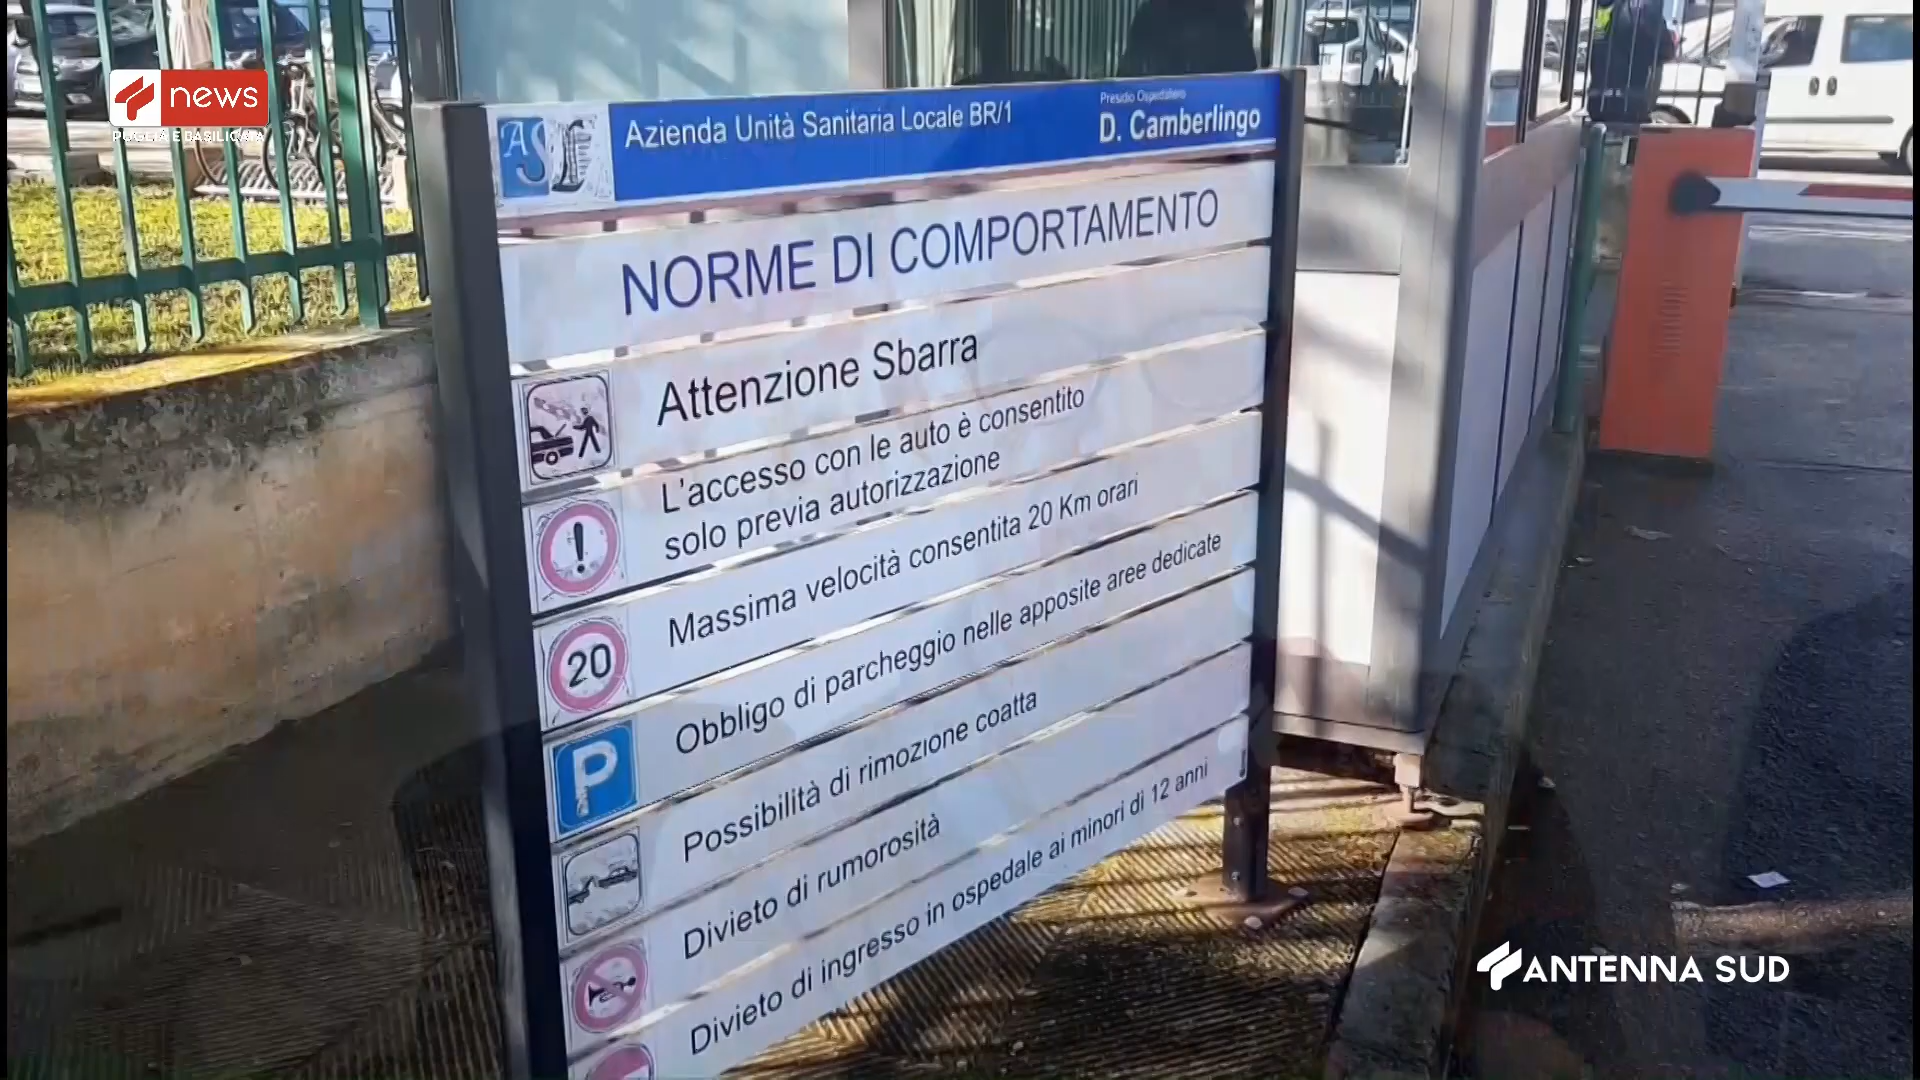 news
PUGLIA E BASILICATA
Azienda Unità Sanitaria Locale BR/1
Presidio Ospedaliero
D. Camberlingo
NORME DI COMPORTAMENTO
Attenzione Sbarra
L'accesso con le auto è consentito
solo previa autorizzazione
Massima velocità consentita 20 Km orari
20
Obbligo di parcheggio nelle apposite aree dedicate
P
Possibilità di rimozione coatta
Divieto di rumorosità
Divieto di ingresso in ospedale ai minori di 12 anni
ANTENNA SUD